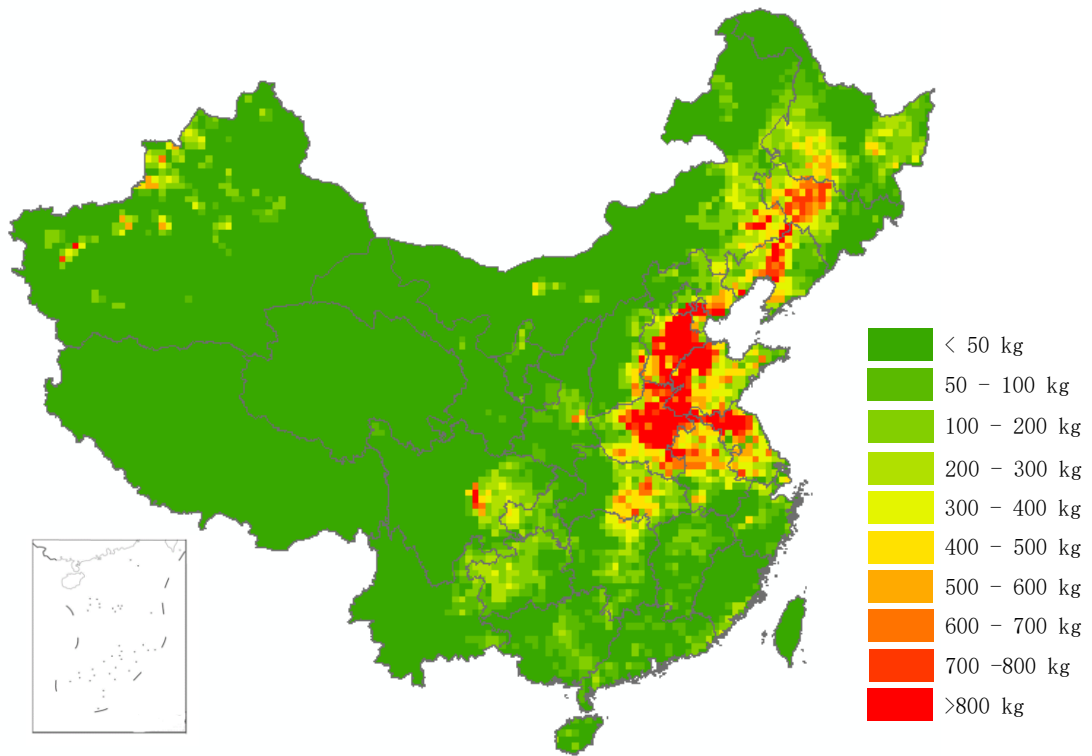 < 50 kg
50 - 100 kg
100 - 200 kg
200 - 300 kg
300 - 400 kg
400 - 500 kg
500 - 600 kg
600 - 700 kg
700 -800 kg
>800 kg